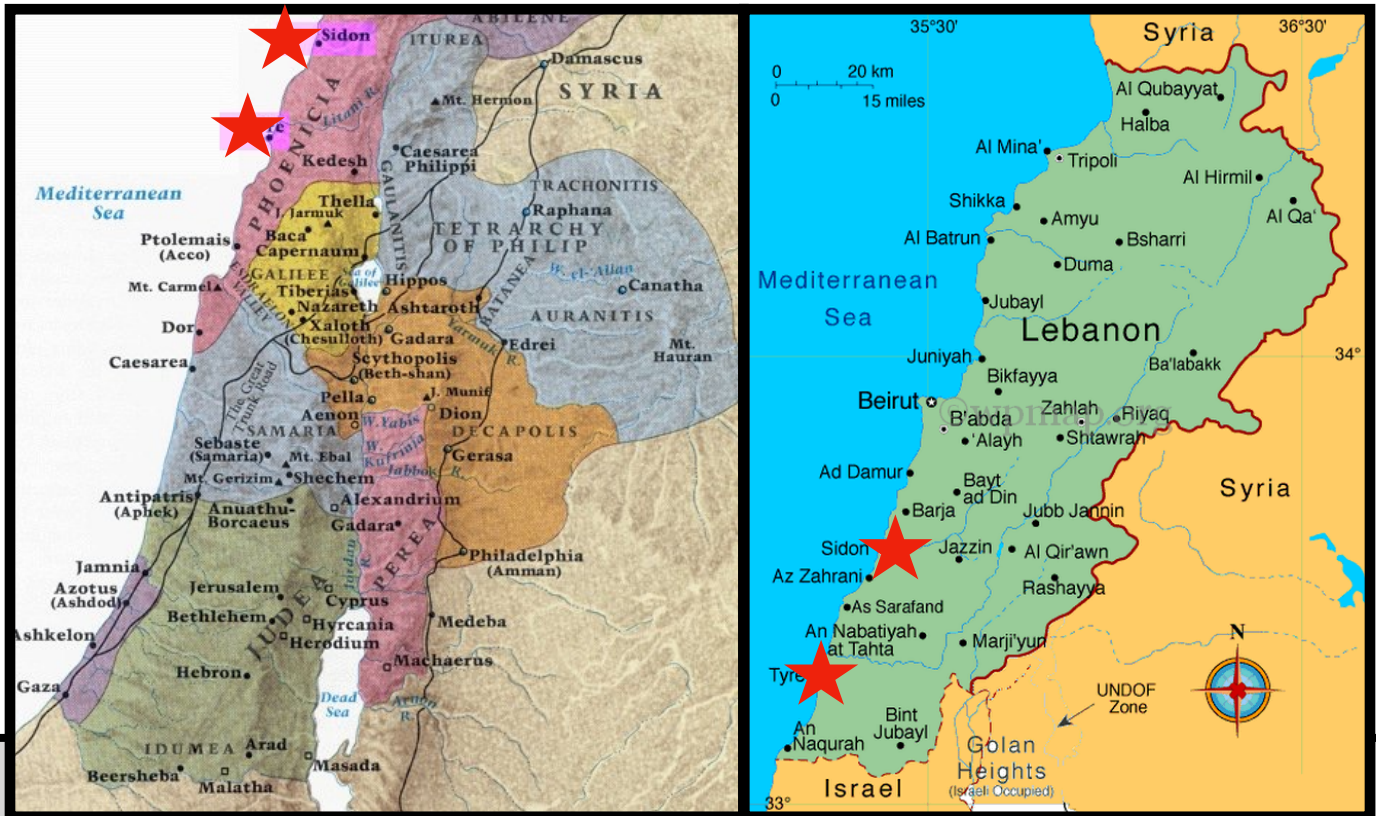 ABILENE
Sidon
ITUREA
Damascus
SYRIA
Mt. Hermon
Litani R.
PHOENICIA
Kedesh
Caesarea
Philippi
GAULANITIS
Mediterranean
Sea
TRACHONITIS
Thella
J. Jarmuk
Raphana
TETRARCHY
OF PHILIP
Baca
Capernaum
Ptolemais
(Acco)
GALILEE
Sea of
Galilee
Hippos
BATANEA
W. el-'Allan
Canatha
Mt. Carmel
ESDRAELON
VALLEY
Tiberias
Nazareth
Ashtaroth
AURANITIS
Dor
Xaloth
(Chesulloth)
Gadara
Yarmuk R.
Edrei
Mt.
Hauran
Caesarea
Scythopolis
(Beth-shan)
The Great
Trunk Road
Pella
J. Munif
Aenon
Dion
W. Yabis
SAMARIA
DECAPOLIS
W.
Kufrinja
Sebaste
(Samaria)
Mt. Ebal
Gerasa
Mt. Gerizim
Shechem
Jabbok R.
Antipatris
(Aphek)
Alexandrium
Anuathu-
Borcaeus
Gadara
PEREA
Jordan
R.
Philadelphia
(Amman)
Jamnia
Azotus
(Ashdod)
Jerusalem
Cyprus
Bethlehem
Hyrcania
Medeba
JUDEA
Herodium
Ashkelon
Machaerus
Hebron
Gaza
Dead
Sea
Arnon
R.
IDUMEA
Arad
Masada
Beersheba
Malatha
35°30'
Syria
36°30'
0 20 km
0 15 miles
Al Qubayyat
Halba
Al Mina'
Tripoli
Al Hirmil
Shikka
Amyu
Al Qa'
Al Batrun
Bsharri
Duma
Mediterranean
Sea
Jubayl
Lebanon
Juniyah
Ba'labakk
34°
Bikfayya
Beirut
©wpmap.org
Zahlah
Riyaq
B'abda
'Alayh
Shtawrah
Ad Damur
Bayt
ad Din
Syria
Barja
Jubb Jannin
Sidon
Jazzin
Al Qir'awn
Az Zahrani
Rashayya
As Sarafand
An Nabatiyah
at Tahta
Marji'yun
N
Tyre
UNDOF
Zone
An
Naqurah
Bint
Jubayl
Golan
Heights
(Israeli Occupied)
Israel
33°